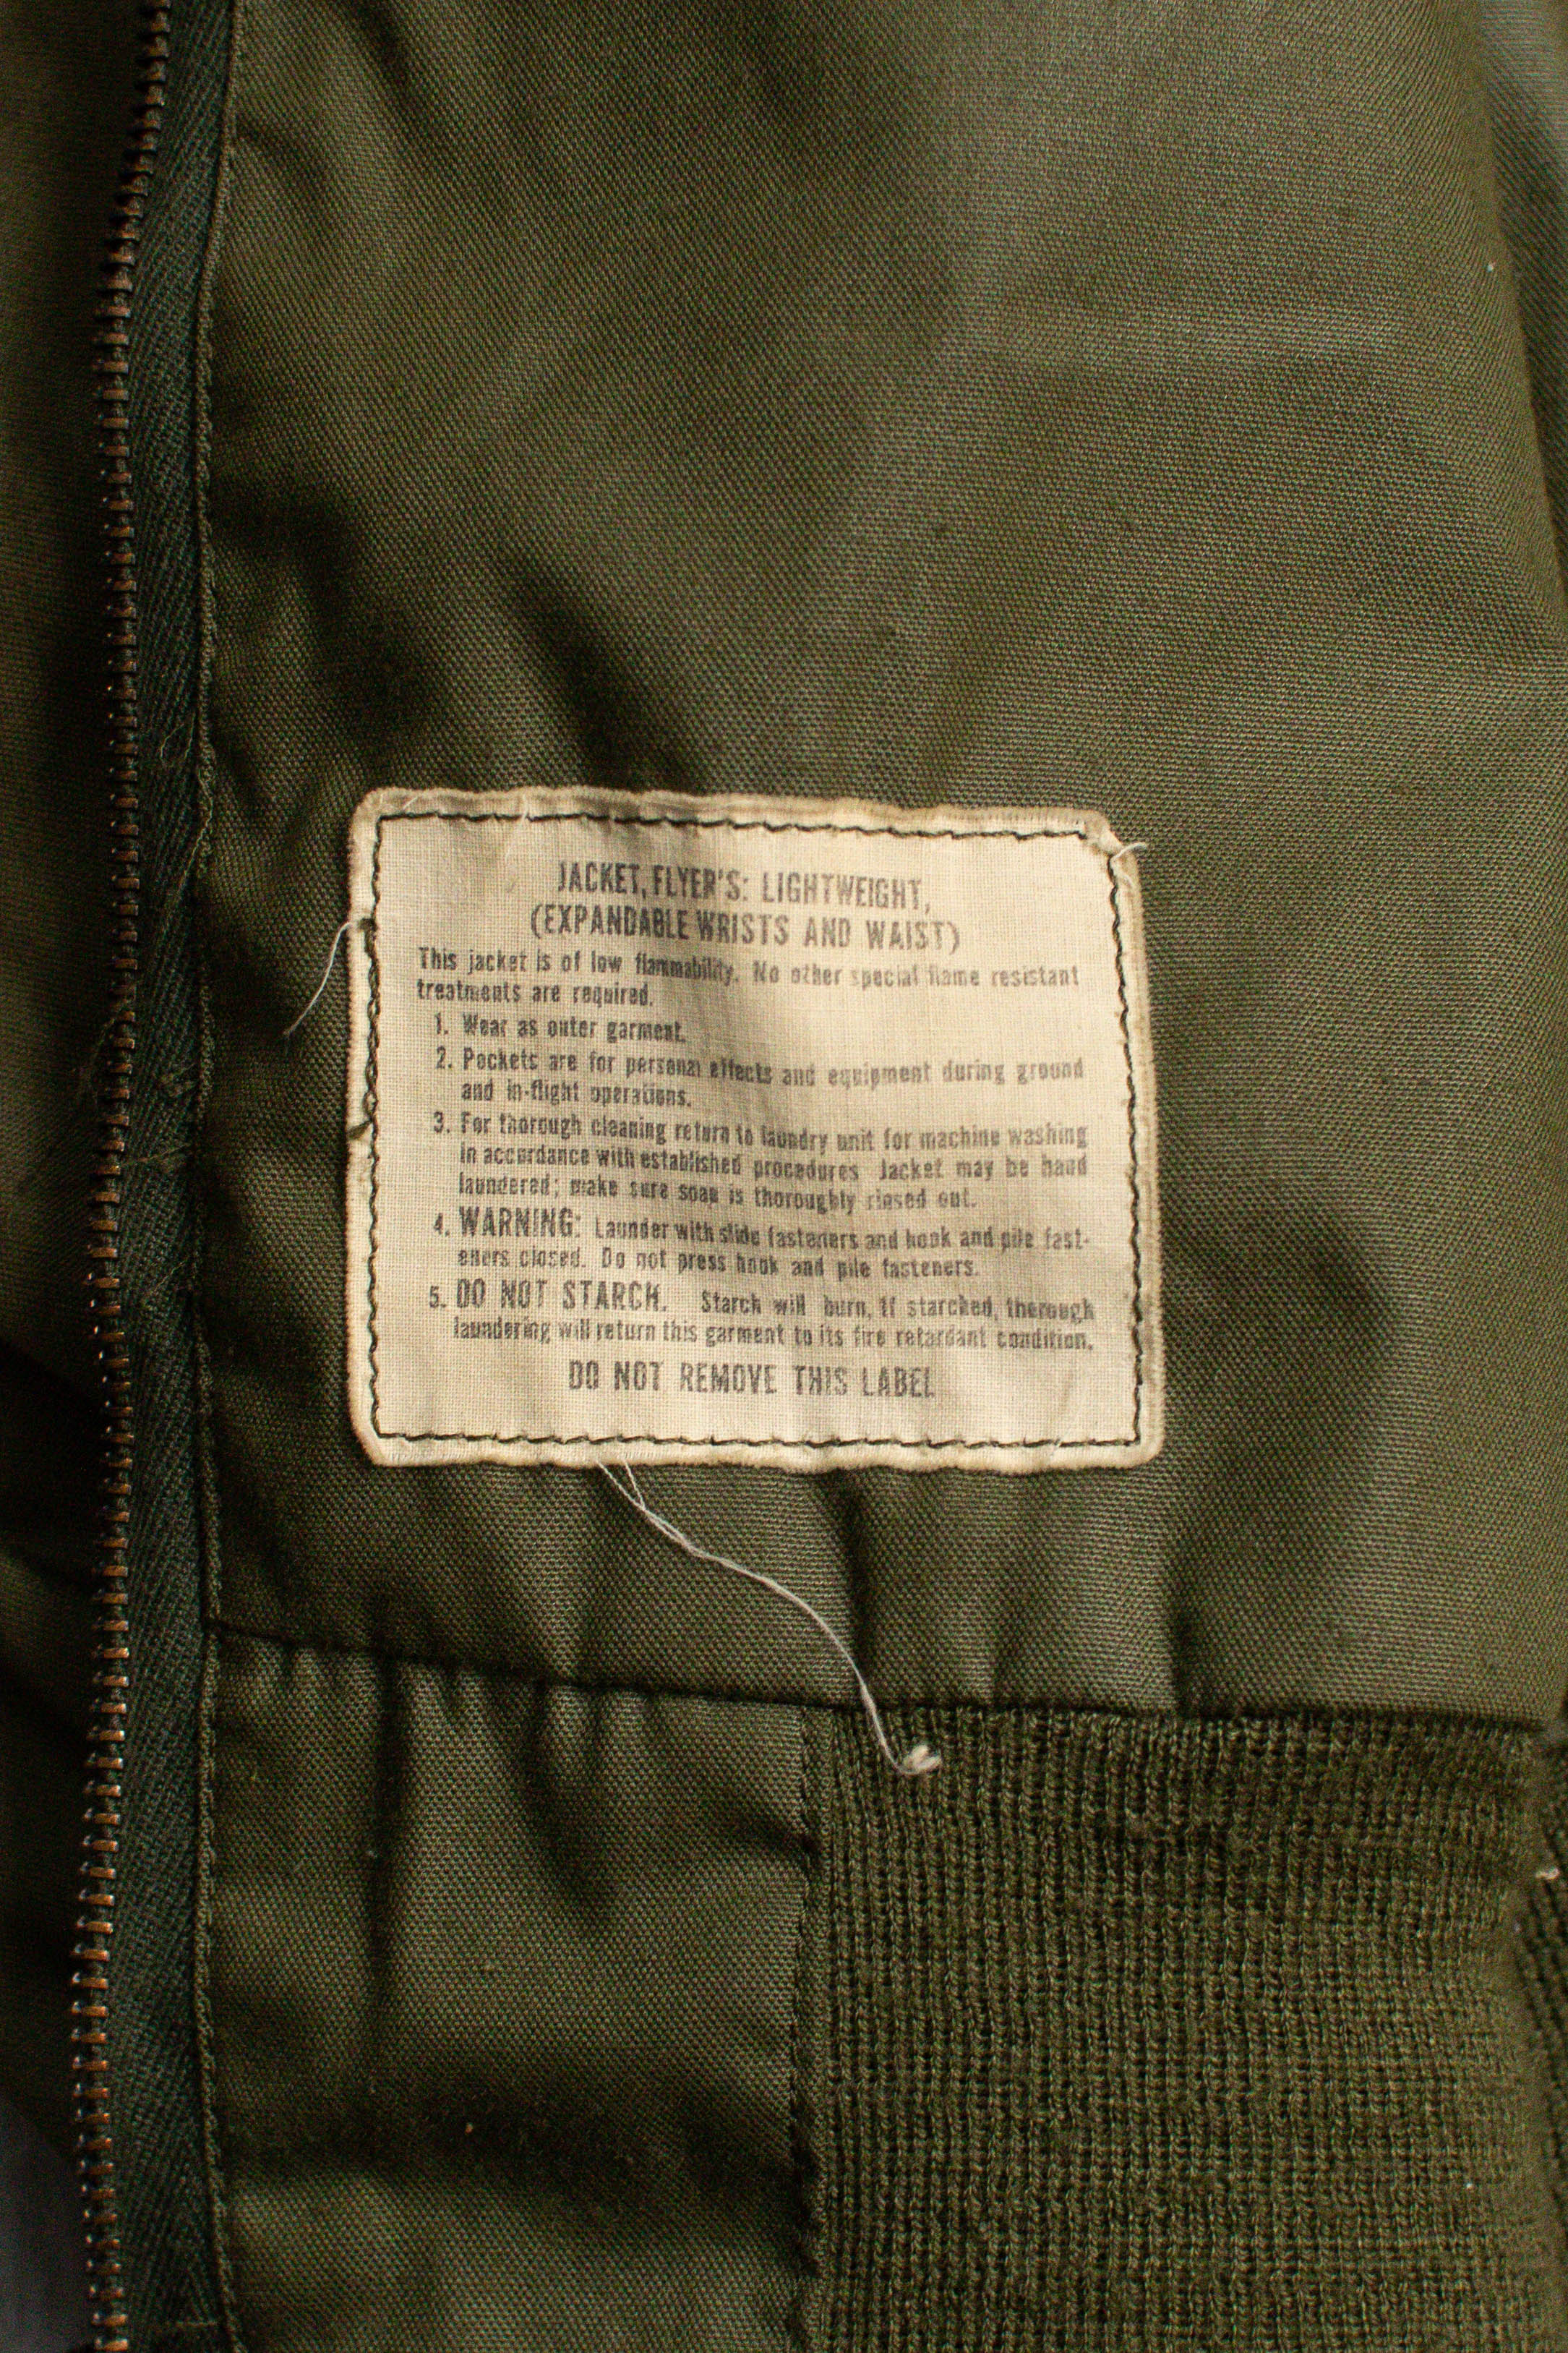 JACKET, FLYER'S: LIGHTWEIGHT,
(EXPANDABLE WRISTS AND WAIST)
This jacket is of low flammability. No other special flame resistant
treatments are required.
1. Wear as outer garment.
2. Pockets are for personal effects and equipment during ground
and in-flight operations.
3. For thorough cleaning return to laundry unit for machine washing
in accordance with established procedures Jacket may be hand
laundered; make sure soap is thoroughly rinsed out.
4. WARNING: Launder with slide fasteners and hook and pile fast-
eners closed. Do not press hook and pile fasteners.
5. DO NOT STARCH. Starch will burn, if starched, thorough
laundering will return this garment to its fire retardant condition.
DO NOT REMOVE THIS LABEL